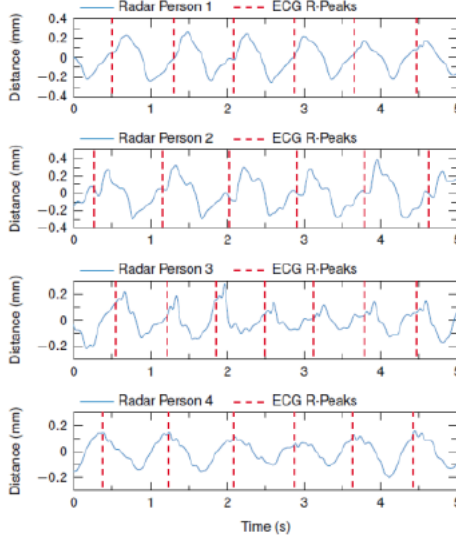 Radar Person 1 ECG R-Peaks
Distance (mm)
0.4
0.2
0
−0.2
0.4
0 1 2 3 4 5
Radar Person 2 ECG R-Peaks
Distance (mm)
0.4
0.2
0
−0.2
0 1 2 3 4 5
Radar Person 3 ECG R-Peaks
Distance (mm)
0.2
0
−0.2
0 1 2 3 4 5
Radar Person 4 ECG R-Peaks
Distance (mm)
0.2
0
−0.2
0 1 2 3 4 5
Time (s)